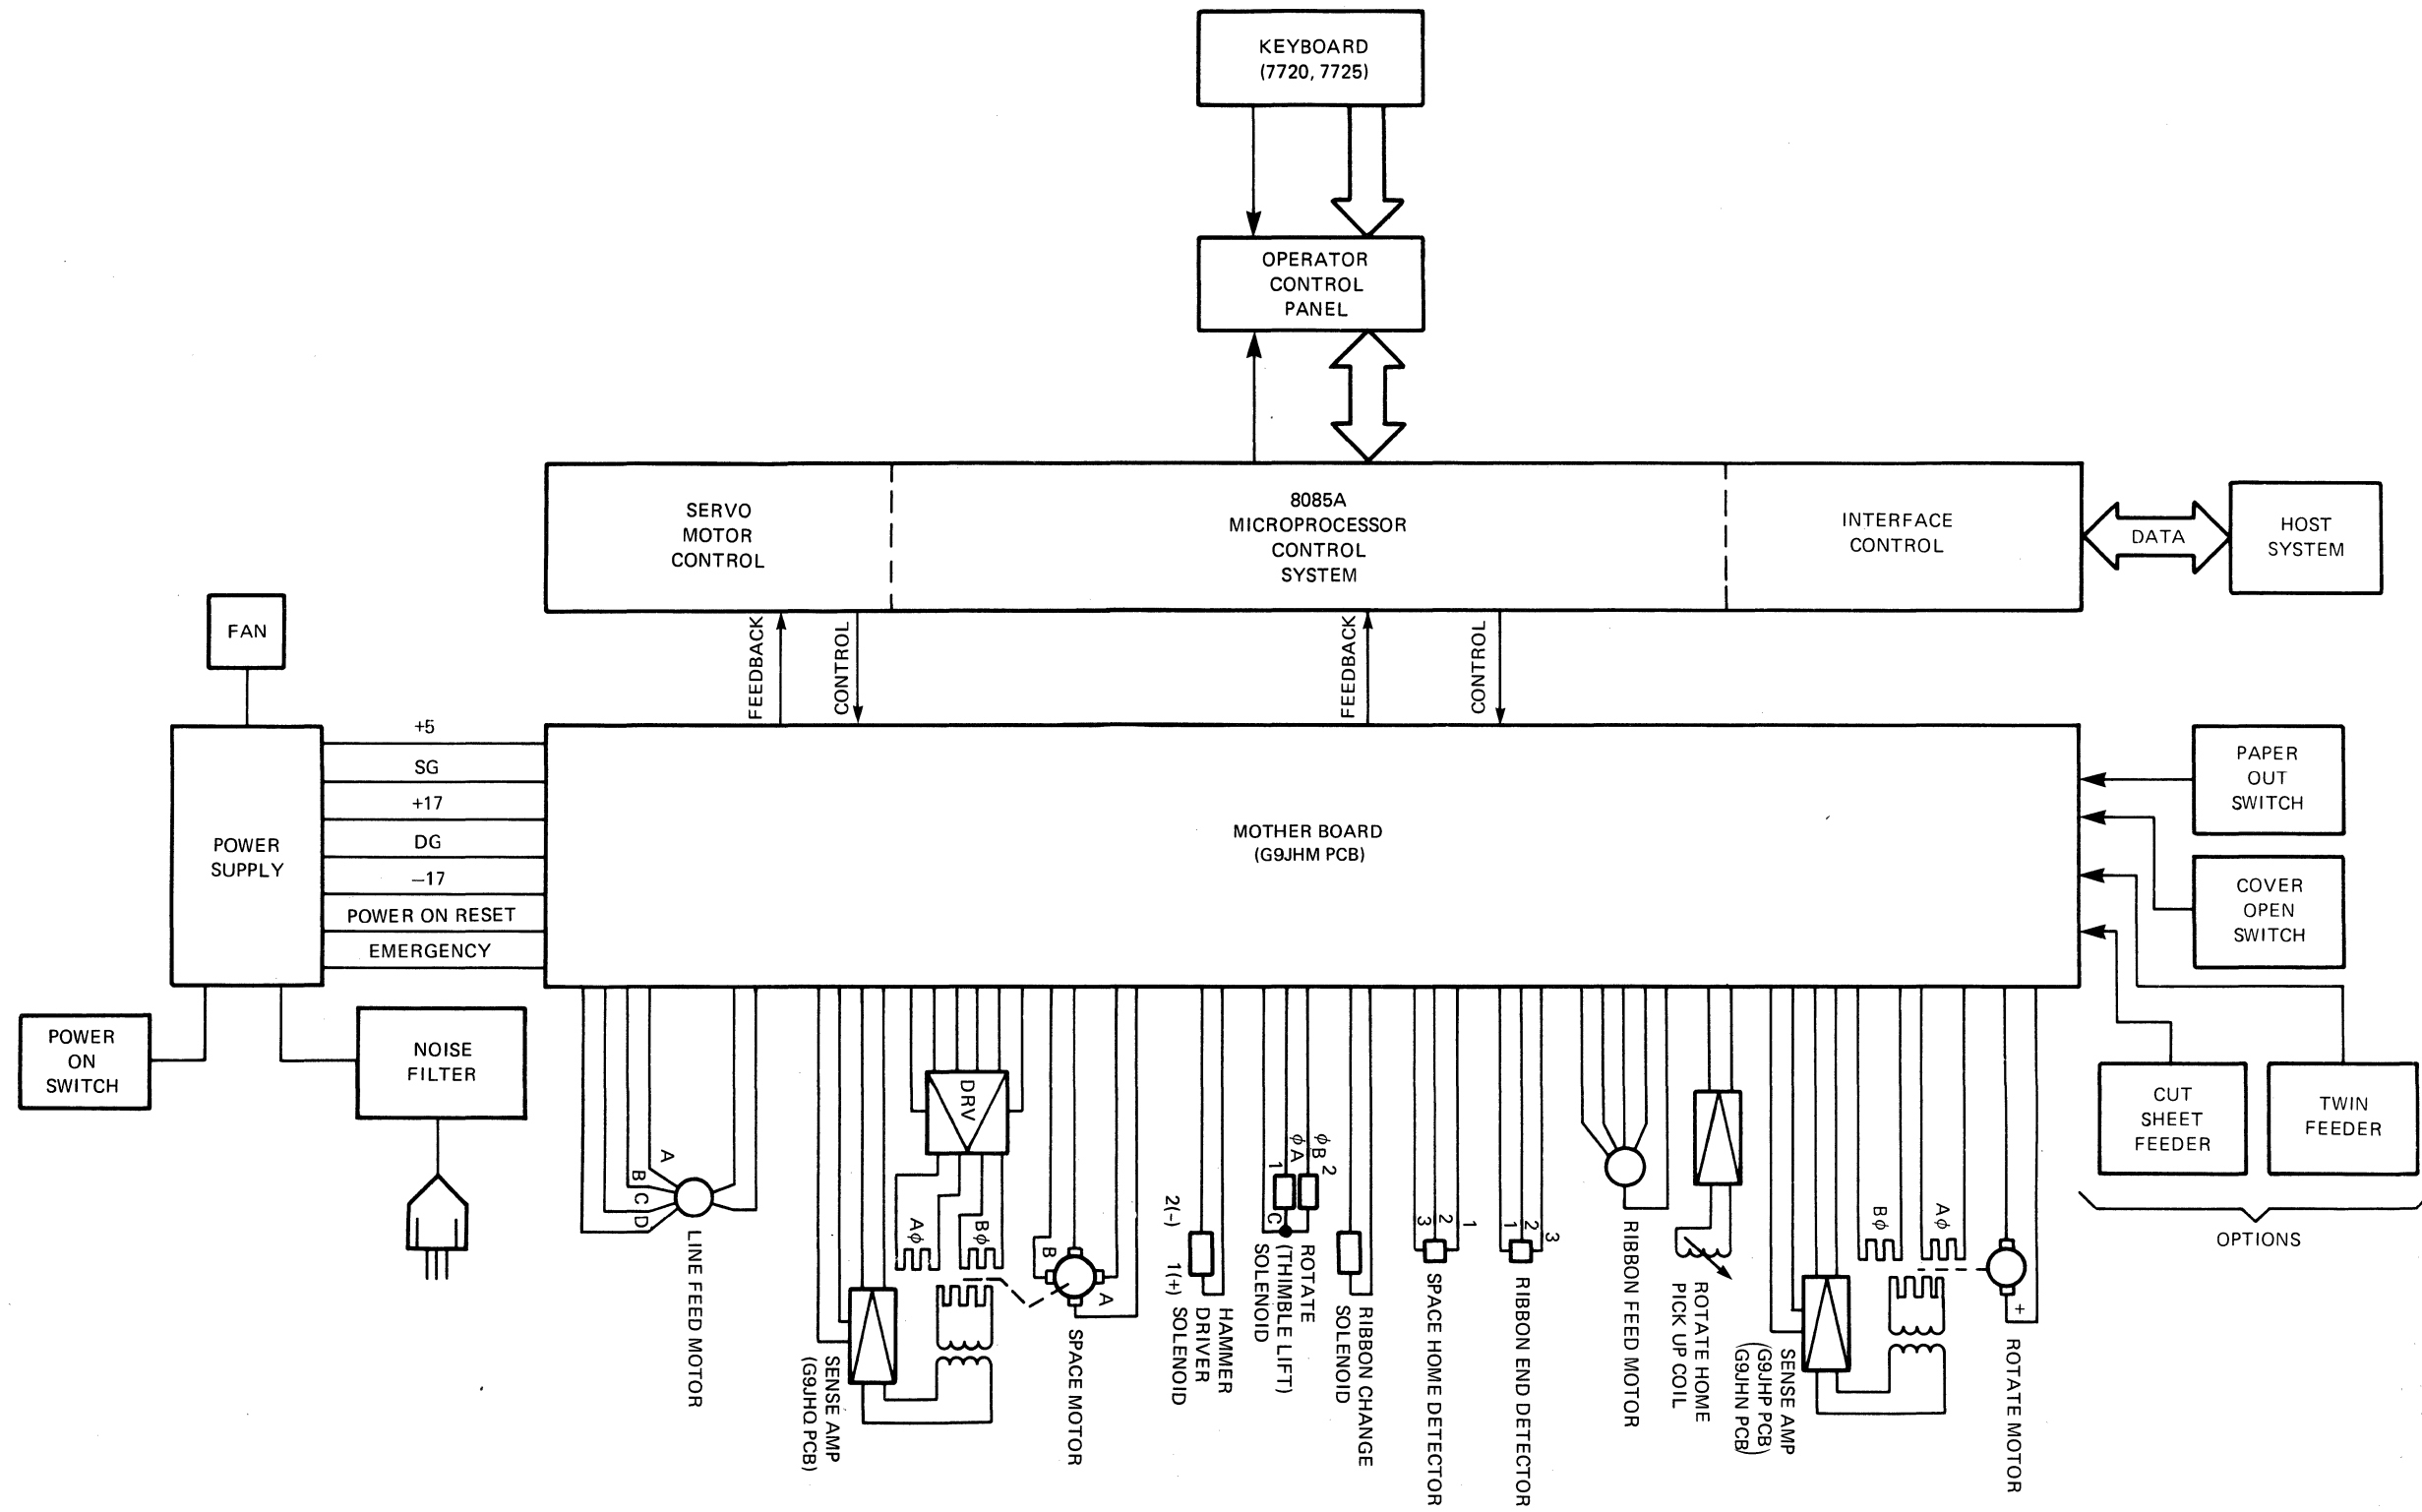 KEYBOARD
(7720, 7725)
OPERATOR
CONTROL
PANEL
SERVO
MOTOR
CONTROL
8085A
MICROPROCESSOR
CONTROL
SYSTEM
INTERFACE
CONTROL
DATA
HOST
SYSTEM
FAN
FEEDBACK
CONTROL
FEEDBACK
CONTROL
POWER
SUPPLY
+5
SG
+17
DG
−17
POWER ON RESET
EMERGENCY
MOTHER BOARD
(G9JHM PCB)
PAPER
OUT
SWITCH
COVER
OPEN
SWITCH
POWER
ON
SWITCH
NOISE
FILTER
CUT
SHEET
FEEDER
TWIN
FEEDER
OPTIONS
A
B
C
D
LINE FEED MOTOR
DRV
Aϕ
Bϕ
SENSE AMP
(G9JHQ PCB)
B
A
SPACE MOTOR
2(-)
1(+)
HAMMER
DRIVER
SOLENOID
1
ϕA
ϕB
2
C
ROTATE
(THIMBLE LIFT)
SOLENOID
RIBBON CHANGE
SOLENOID
3
2
1
SPACE HOME DETECTOR
1
2
3
RIBBON END DETECTOR
RIBBON FEED MOTOR
ROTATE HOME
PICK UP COIL
Bϕ
Aϕ
SENSE AMP
(G9JHP PCB)
(G9JHN PCB)
+
ROTATE MOTOR